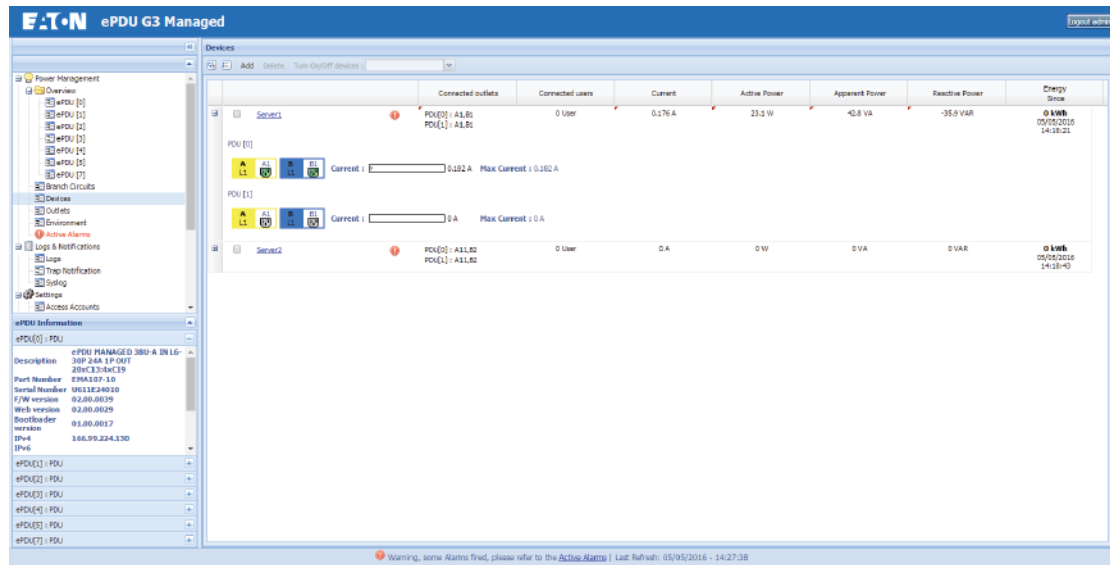 EATON ePDU G3 Managed
Logout admin
Devices
Add Delete Turn On/Off devices :
Power Management
Overview
ePDU [0]
ePDU [1]
ePDU [2]
ePDU [3]
ePDU [4]
ePDU [5]
ePDU [7]
Branch Circuits
Devices
Outlets
Environment
Active Alarms
Logs & Notifications
Logs
Trap Notification
Syslog
Settings
Access Accounts
ePDU Information
ePDU[0] : PDU
Description ePDU MANAGED 38U-A IN L6-
30P 24A 1P OUT
20xC13:4xC19
Part Number EMA107-10
Serial Number U611E24010
F/W version 02.00.0039
Web version 02.00.0029
Bootloader
version 01.00.0017
IPv4 166.99.224.130
IPv6
ePDU[1] : PDU
ePDU[2] : PDU
ePDU[3] : PDU
ePDU[4] : PDU
ePDU[5] : PDU
ePDU[7] : PDU
Connected outlets Connected users Current Active Power Apparent Power Reactive Power Energy
Since
Server1 PDU[0] : A1,B1 0 User 0.176 A 23.1 W 42.8 VA -35.9 VAR 0 kWh
PDU[1] : A1,B1 05/05/2016
14:18:21
PDU [0]
A L1 A1 B L1 B1 Current : 0.182 A Max Current : 0.182 A
PDU [1]
A L1 A1 B L1 B1 Current : 0 A Max Current : 0 A
Server2 PDU[0] : A11,B2 0 User 0 A 0 W 0 VA 0 VAR 0 kWh
PDU[1] : A11,B2 05/05/2016
14:18:43
Warning, some Alarms fired, please refer to the Active Alarms | Last Refresh: 05/05/2016 - 14:27:38